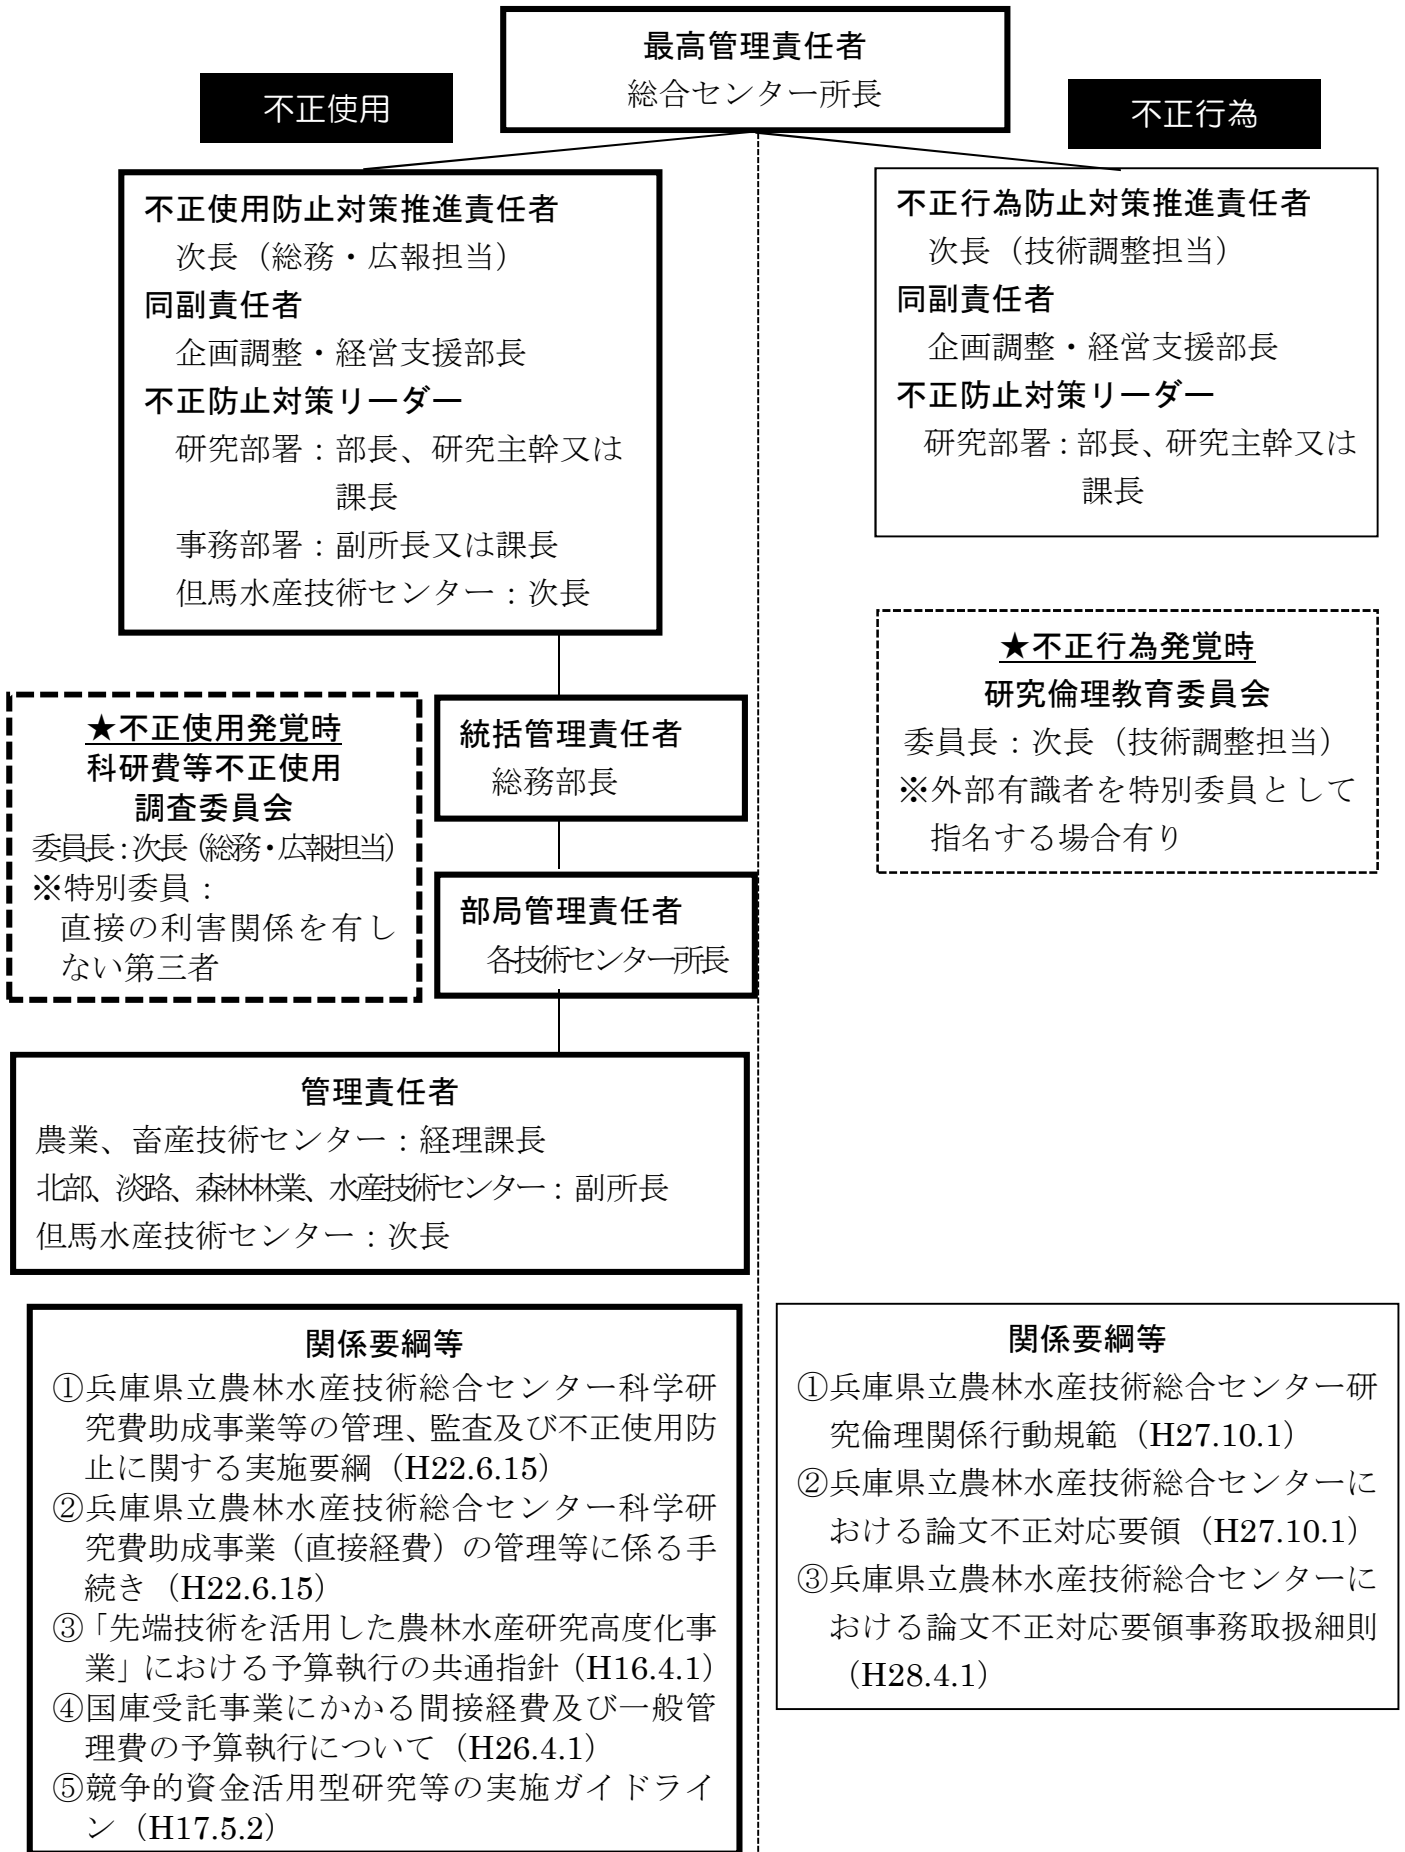 最高管理責任者
総合センター所長
不正使用
不正行為
不正使用防止対策推進責任者
次長（総務・広報担当）
同副責任者
企画調整・経営支援部長
不正防止対策リーダー
研究部署：部長、研究主幹又は
課長
事務部署：副所長又は課長
但馬水産技術センター：次長
不正行為防止対策推進責任者
次長（技術調整担当）
同副責任者
企画調整・経営支援部長
不正防止対策リーダー
研究部署：部長、研究主幹又は
課長
★不正使用発覚時
科研費等不正使用
調査委員会
委員長：次長（総務・広報担当）
※特別委員：
直接の利害関係を有し
ない第三者
統括管理責任者
総務部長
部局管理責任者
各技術センター所長
★不正行為発覚時
研究倫理教育委員会
委員長：次長（技術調整担当）
※外部有識者を特別委員として
指名する場合有り
管理責任者
農業、畜産技術センター：経理課長
北部、淡路、森林林業、水産技術センター：副所長
但馬水産技術センター：次長
関係要綱等
①兵庫県立農林水産技術総合センター科学研
究費助成事業等の管理、監査及び不正使用防
止に関する実施要綱（H22.6.15）
②兵庫県立農林水産技術総合センター科学研
究費助成事業（直接経費）の管理等に係る手
続き（H22.6.15）
③「先端技術を活用した農林水産研究高度化事
業」における予算執行の共通指針（H16.4.1）
④国庫受託事業にかかる間接経費及び一般管
理費の予算執行について（H26.4.1）
⑤競争的資金活用型研究等の実施ガイドライ
ン（H17.5.2）
関係要綱等
①兵庫県立農林水産技術総合センター研
究倫理関係行動規範（H27.10.1）
②兵庫県立農林水産技術総合センターに
おける論文不正対応要領（H27.10.1）
③兵庫県立農林水産技術総合センターに
おける論文不正対応要領事務取扱細則
（H28.4.1）